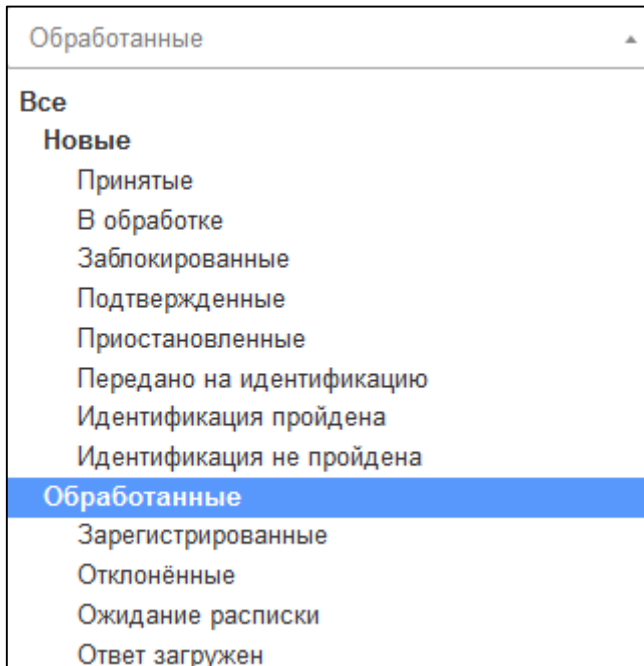 Обработанные
Все
Новые
Принятые
В обработке
Заблокированные
Подтвержденные
Приостановленные
Передано на идентификацию
Идентификация пройдена
Идентификация не пройдена
Обработанные
Зарегистрированные
Отклонённые
Ожидание расписки
Ответ загружен